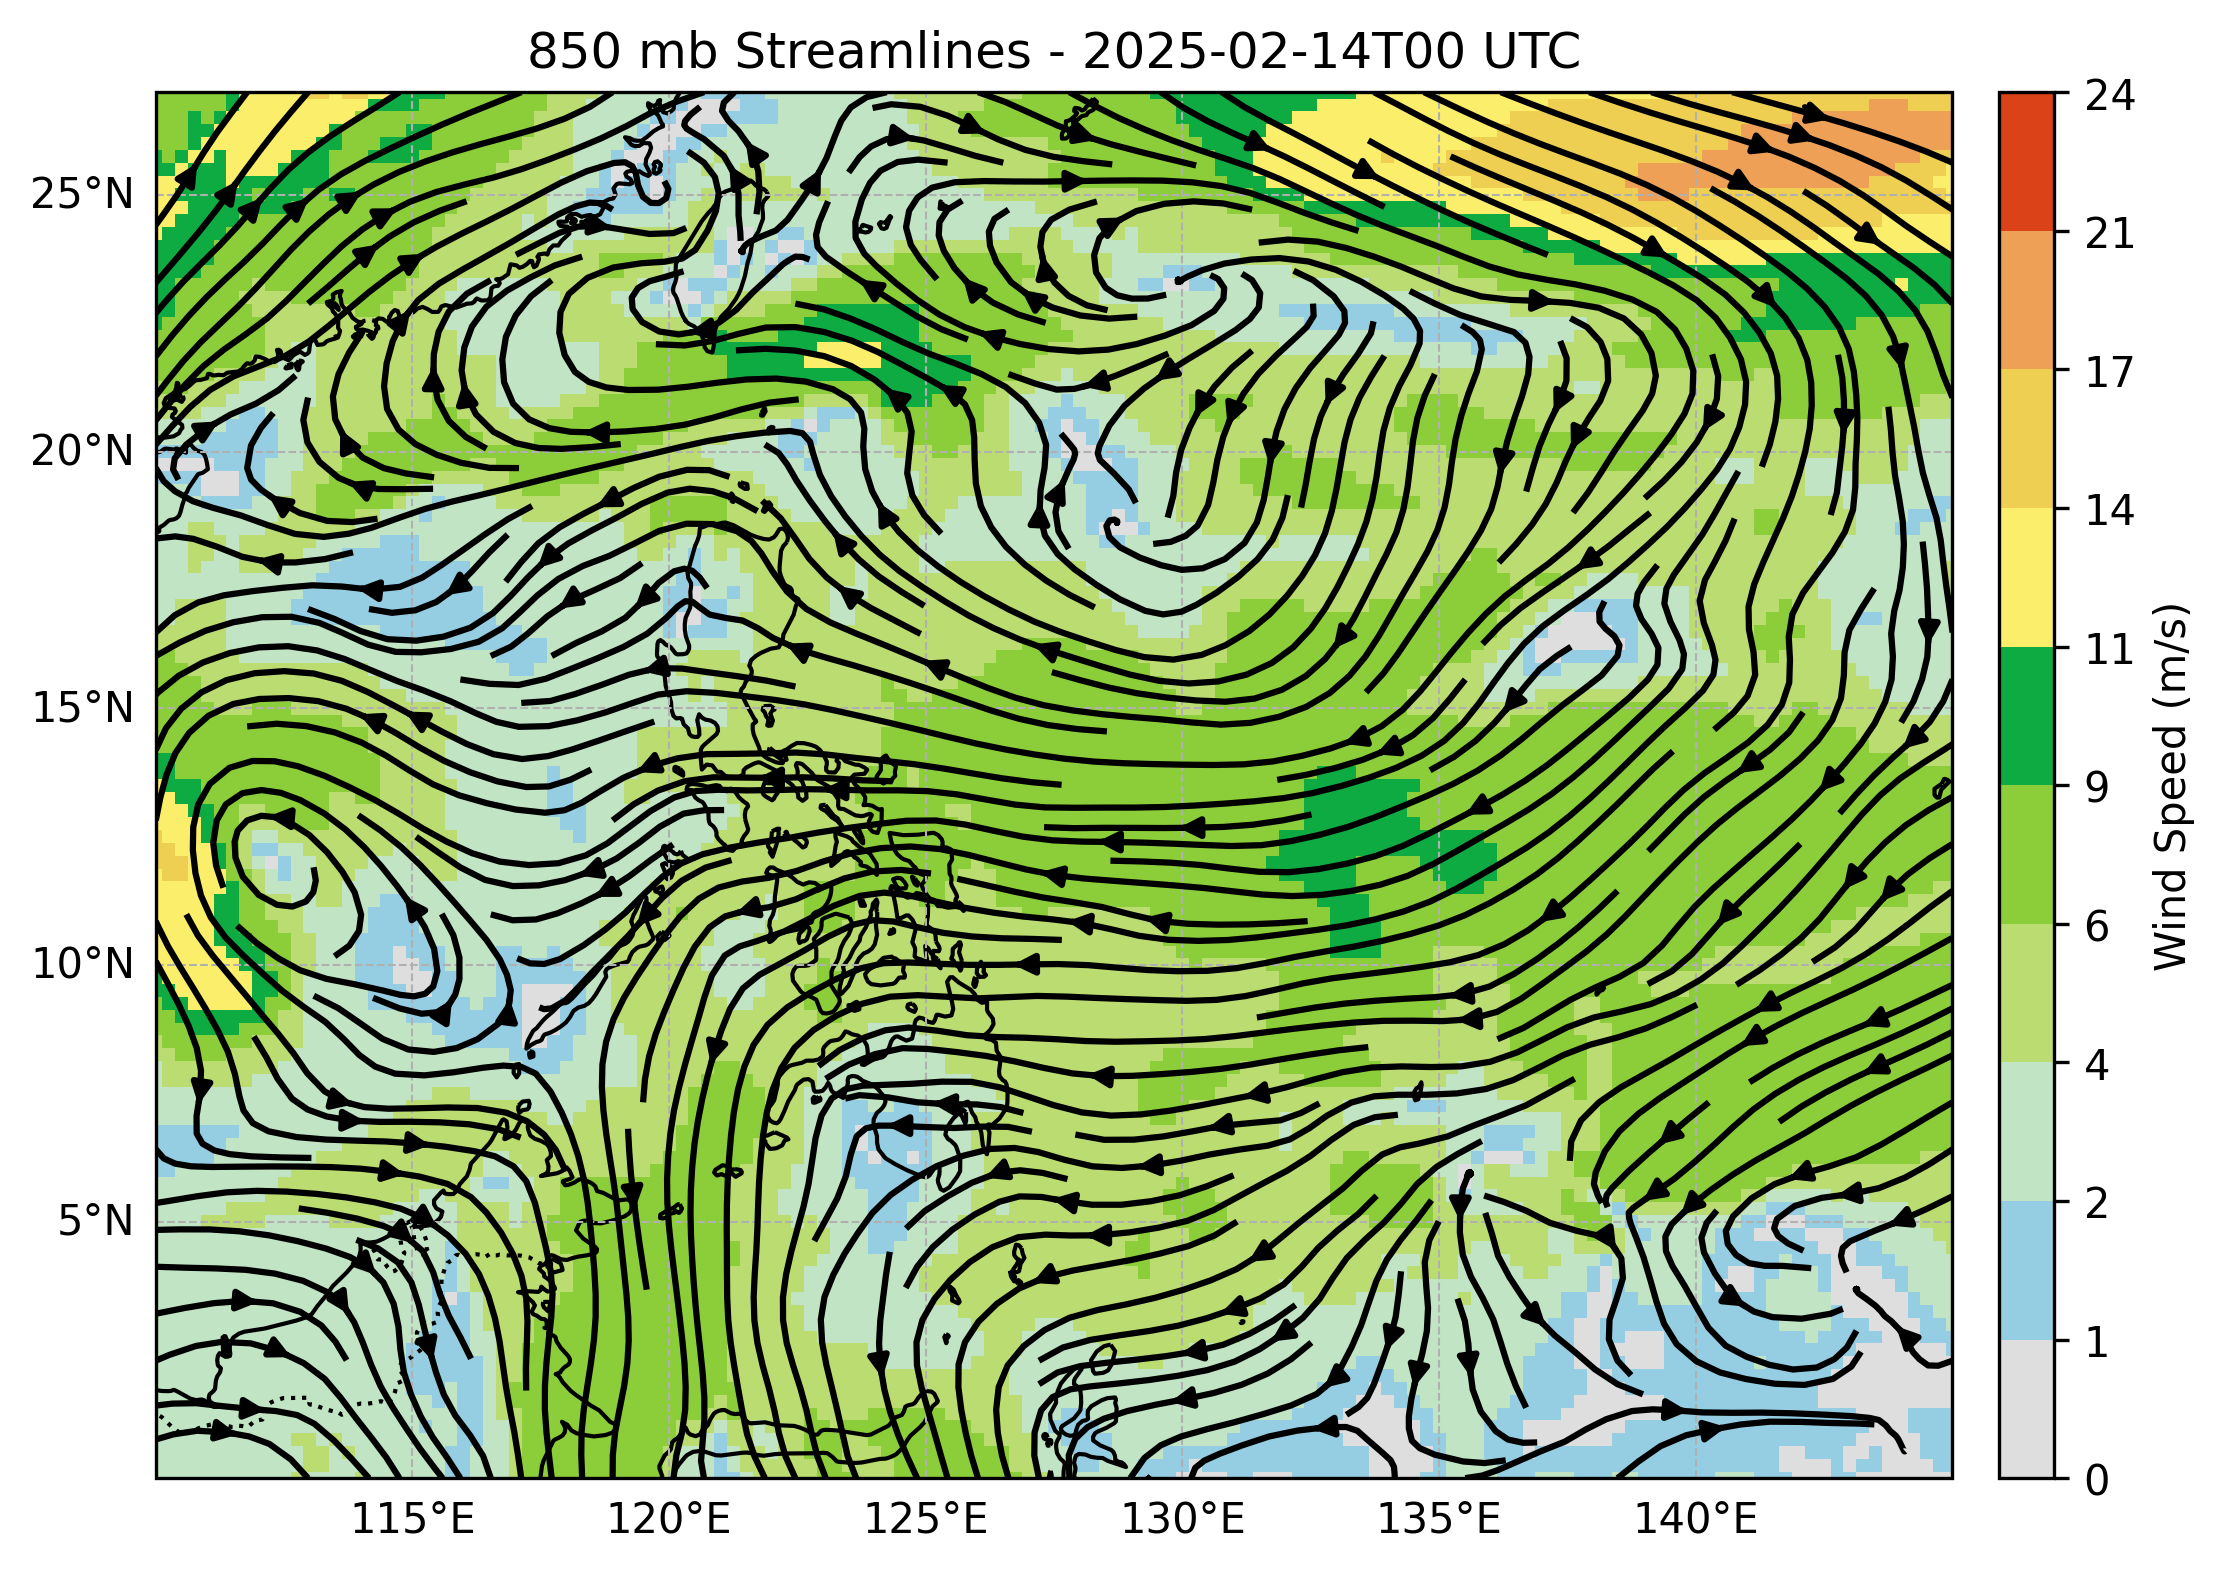 850 mb Streamlines - 2025-02-14T00 UTC
25°N
20°N
15°N
10°N
5°N
115°E
120°E
125°E
130°E
135°E
140°E
24
21
17
14
11
9
6
4
2
1
0
Wind Speed (m/s)